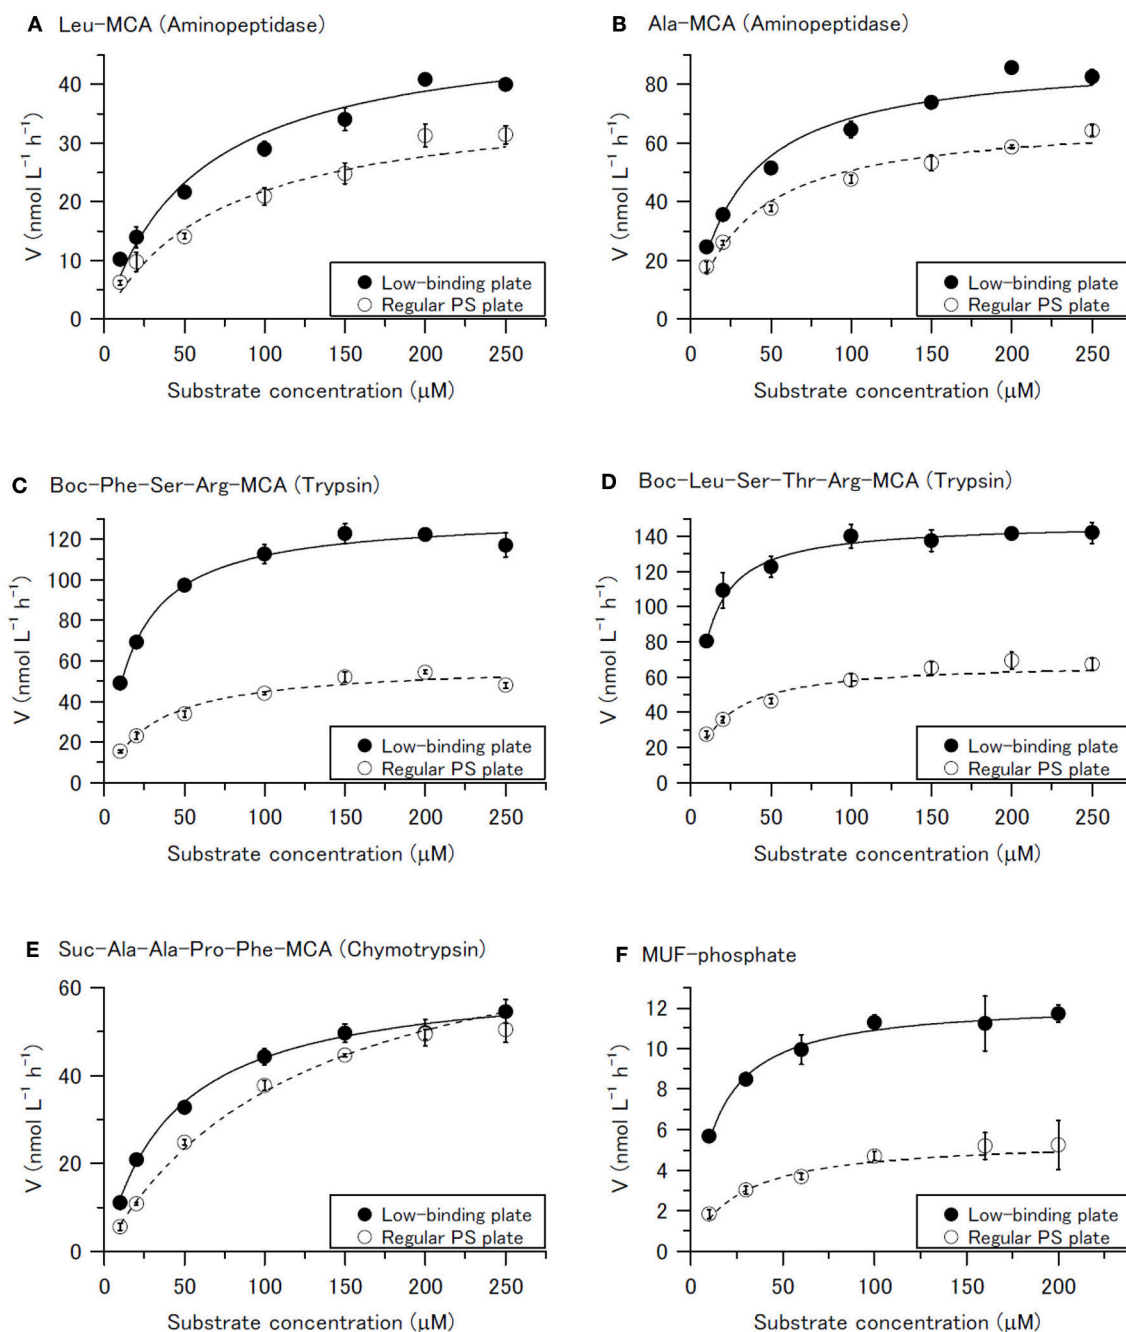 A Leu-MCA (Aminopeptidase)
V (nmol L⁻¹ h⁻¹)
40
30
20
10
0
Low-binding plate
Regular PS plate
0 50 100 150 200 250
Substrate concentration (μM)
B Ala-MCA (Aminopeptidase)
V (nmol L⁻¹ h⁻¹)
80
60
40
20
0
Low-binding plate
Regular PS plate
0 50 100 150 200 250
Substrate concentration (μM)
C Boc-Phe-Ser-Arg-MCA (Trypsin)
V (nmol L⁻¹ h⁻¹)
120
100
80
60
40
20
0
Low-binding plate
Regular PS plate
0 50 100 150 200 250
Substrate concentration (μM)
D Boc-Leu-Ser-Thr-Arg-MCA (Trypsin)
V (nmol L⁻¹ h⁻¹)
140
120
100
80
60
40
20
0
Low-binding plate
Regular PS plate
0 50 100 150 200 250
Substrate concentration (μM)
E Suc-Ala-Ala-Pro-Phe-MCA (Chymotrypsin)
V (nmol L⁻¹ h⁻¹)
60
40
20
0
Low-binding plate
Regular PS plate
0 50 100 150 200 250
Substrate concentration (μM)
F MUF-phosphate
V (nmol L⁻¹ h⁻¹)
12
10
8
6
4
2
0
Low-binding plate
Regular PS plate
0 50 100 150 200
Substrate concentration (μM)